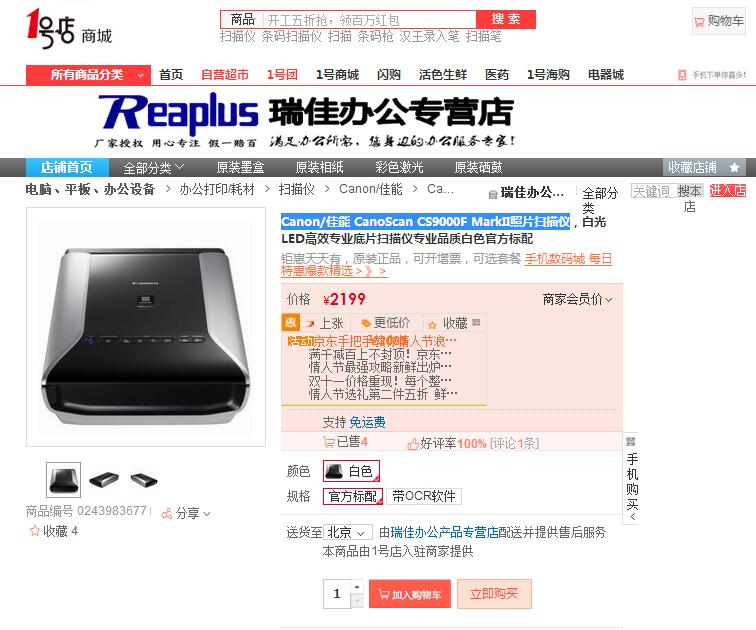 1号店 商城
商品 开工五折抢，领百万红包 搜 索
购物车
扫描仪 条码扫描仪 扫描 条码枪 汉王录入笔 扫描笔
所有商品分类 首页 自营超市 1号团 1号商城 闪购 活色生鲜 医药 1号海购 电器城 手机下单惊喜多!
Reaplus 瑞佳办公专营店
厂家授权 用心专注 假一赔百 满足办公所需，您身边的办公服务专家！
店铺首页 全部分类 原装墨盒 原装相纸 彩色激光 原装硒鼓 收藏店铺
电脑、平板、办公设备 > 办公打印/耗材 > 扫描仪 > Canon/佳能 > Ca...
瑞佳办公... 全部分类 关键词 搜本店 进入店
Canon/佳能 CanoScan CS9000F MarkII照片扫描仪，白光
LED高效专业底片扫描仪专业品质白色官方标配
钜惠天天有，原装正品，可开增票，可选套餐 手机数码城 每日
特惠爆款精选>》>
价格 ¥2199 商家会员价
上涨 更低价 收藏
满千减百上不封顶！京东…
情人节最强攻略新鲜出炉…
双十一价格重现！每个整…
情人节选礼第二件五折 鲜…
支持 免运费
已售4 好评率100% [评论1条]
颜色 白色
规格 官方标配 带OCR软件
手机购买
<
商品编号 0243983677 分享
收藏 4
送货至 北京 由瑞佳办公产品专营店配送并提供售后服务
本商品由1号店入驻商家提供
1 加入购物车 立即购买